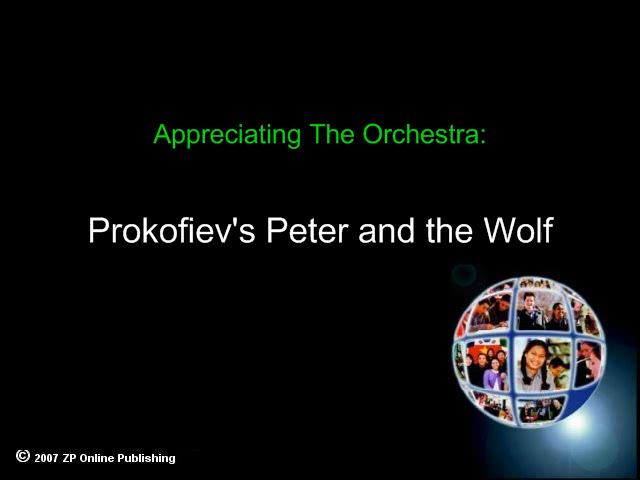 Appreciating The Orchestra:
Prokofiev's Peter and the Wolf
© 2007 ZP Online Publishing